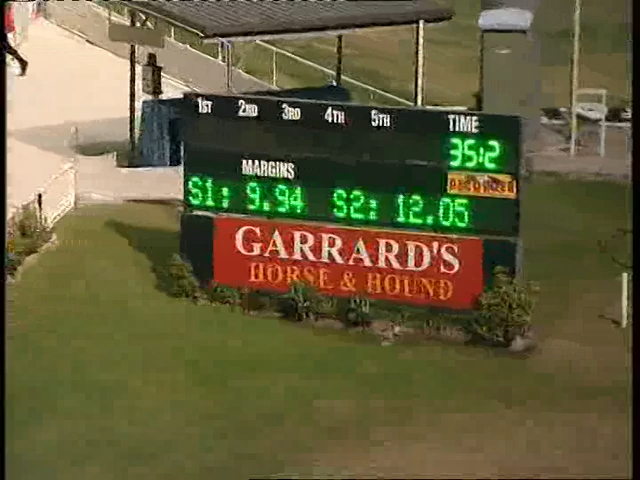 1ST 2ND 3RD 4TH 5TH TIME
35:2
MARGINS
S1: 9.94 S2: 12.05
GARRARD'S
HORSE & HOUND